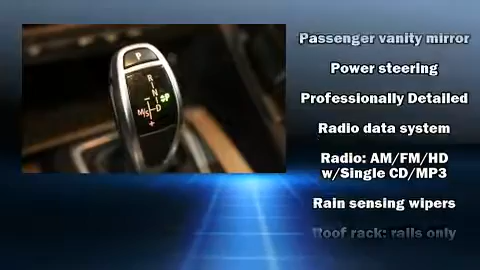 P
R
N
D
M/S
+
Passenger vanity mirror
Power steering
Professionally Detailed
Radio data system
Radio: AM/FM/HD
w/Single CD/MP3
Rain sensing wipers
Roof rack: rails only